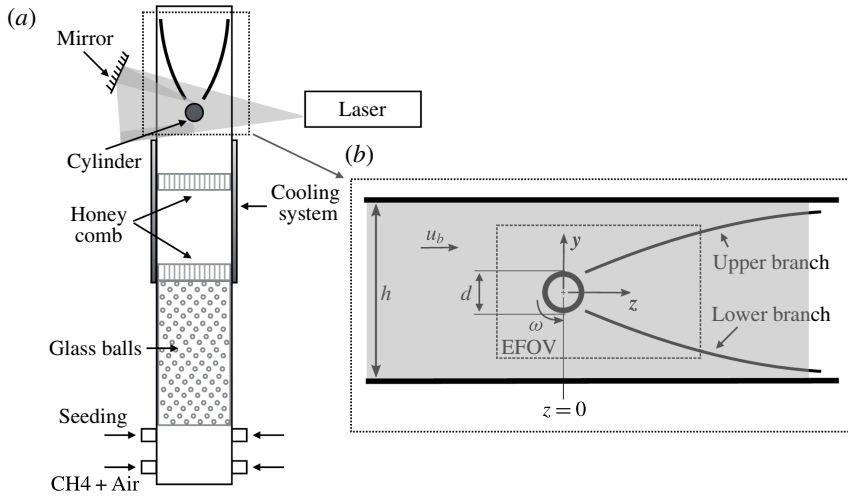 (a)
Mirror
Laser
Cylinder
Cooling
system
Honey
comb
Glass balls
Seeding
CH4 + Air
(b)
u_b
y
Upper branch
h
d
z
ω
Lower branch
EFOV
z = 0